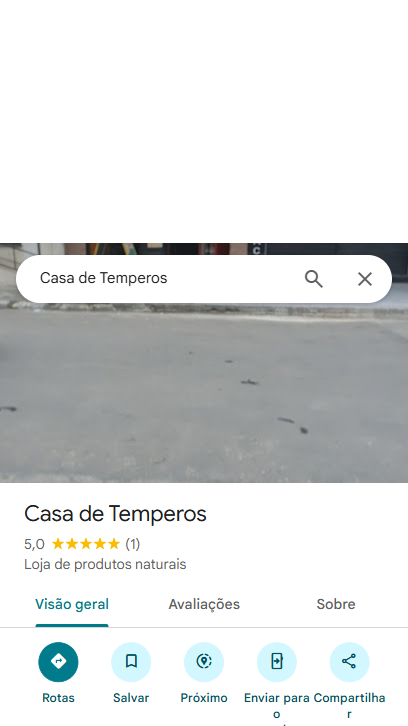 Casa de Temperos
Casa de Temperos
5,0 (1)
Loja de produtos naturais
Visão geral Avaliações Sobre
Rotas Salvar Próximo Enviar para Compartilha
o r